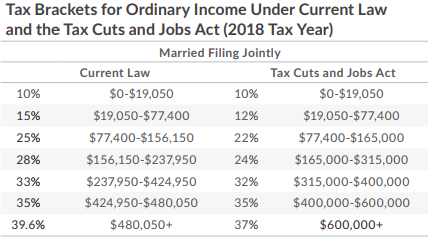 Tax Brackets for Ordinary Income Under Current Law
and the Tax Cuts and Jobs Act (2018 Tax Year)
Married Filing Jointly
Current Law Tax Cuts and Jobs Act
10% $0-$19,050 10% $0-$19,050
15% $19,050-$77,400 12% $19,050-$77,400
25% $77,400-$156,150 22% $77,400-$165,000
28% $156,150-$237,950 24% $165,000-$315,000
33% $237,950-$424,950 32% $315,000-$400,000
35% $424,950-$480,050 35% $400,000-$600,000
39.6% $480,050+ 37% $600,000+